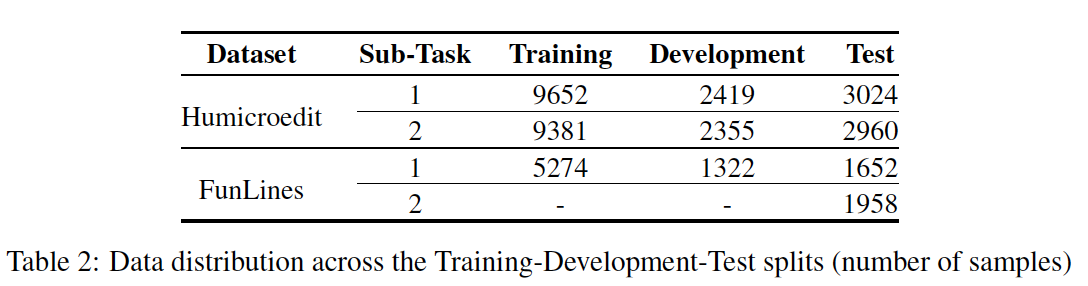 Dataset Sub-Task Training Development Test
Humicroedit 1 9652 2419 3024
2 9381 2355 2960
FunLines 1 5274 1322 1652
2 - - 1958
Table 2: Data distribution across the Training-Development-Test splits (number of samples)